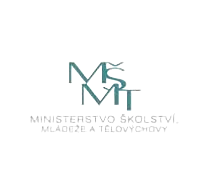 MŠ
MT
MINISTERSTVO ŠKOLSTVÍ,
MLÁDEŽE A TĚLOVÝCHOVY